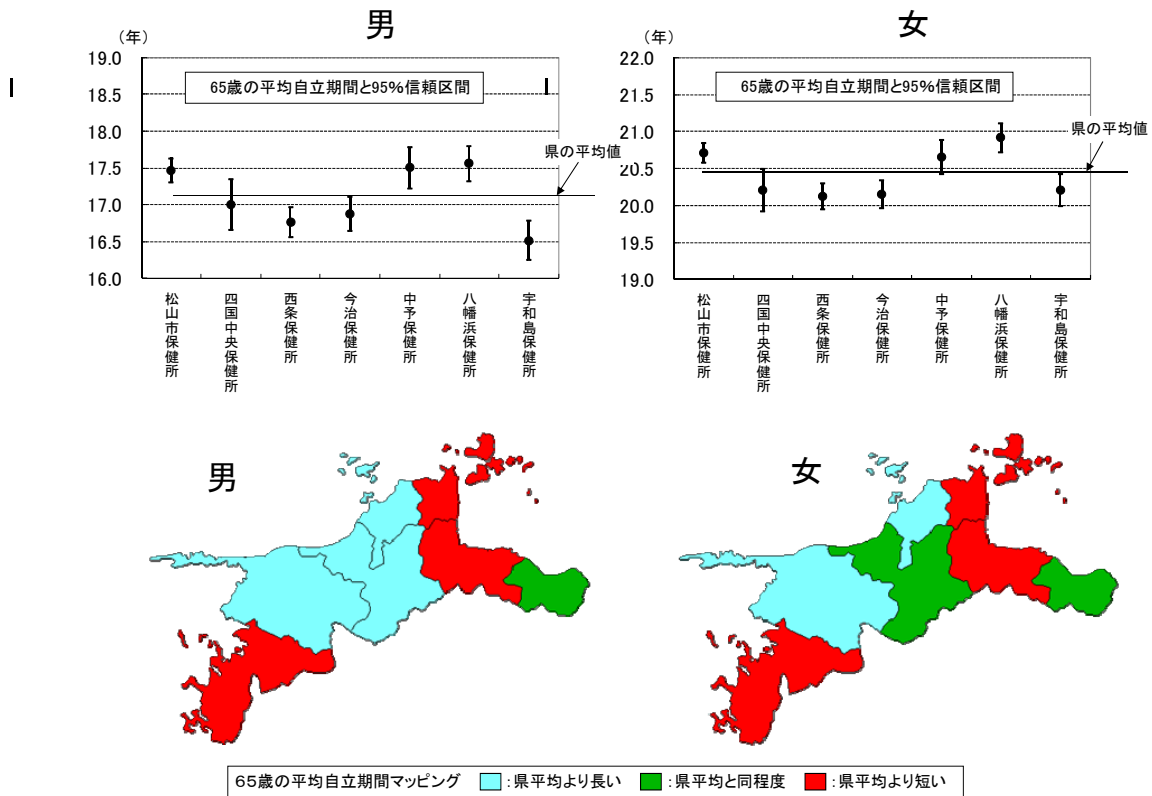 男
（年）
19.0
18.5
18.0
17.5
17.0
16.5
16.0
65歳の平均自立期間と95%信頼区間
県の平均値
松山市保健所
四国中央保健所
西条保健所
今治保健所
中予保健所
八幡浜保健所
宇和島保健所
女
（年）
22.0
21.5
21.0
20.5
20.0
19.5
19.0
65歳の平均自立期間と95%信頼区間
県の平均値
松山市保健所
四国中央保健所
西条保健所
今治保健所
中予保健所
八幡浜保健所
宇和島保健所
男
女
６５歳の平均自立期間マッピング ：県平均より長い ：県平均と同程度 ：県平均より短い